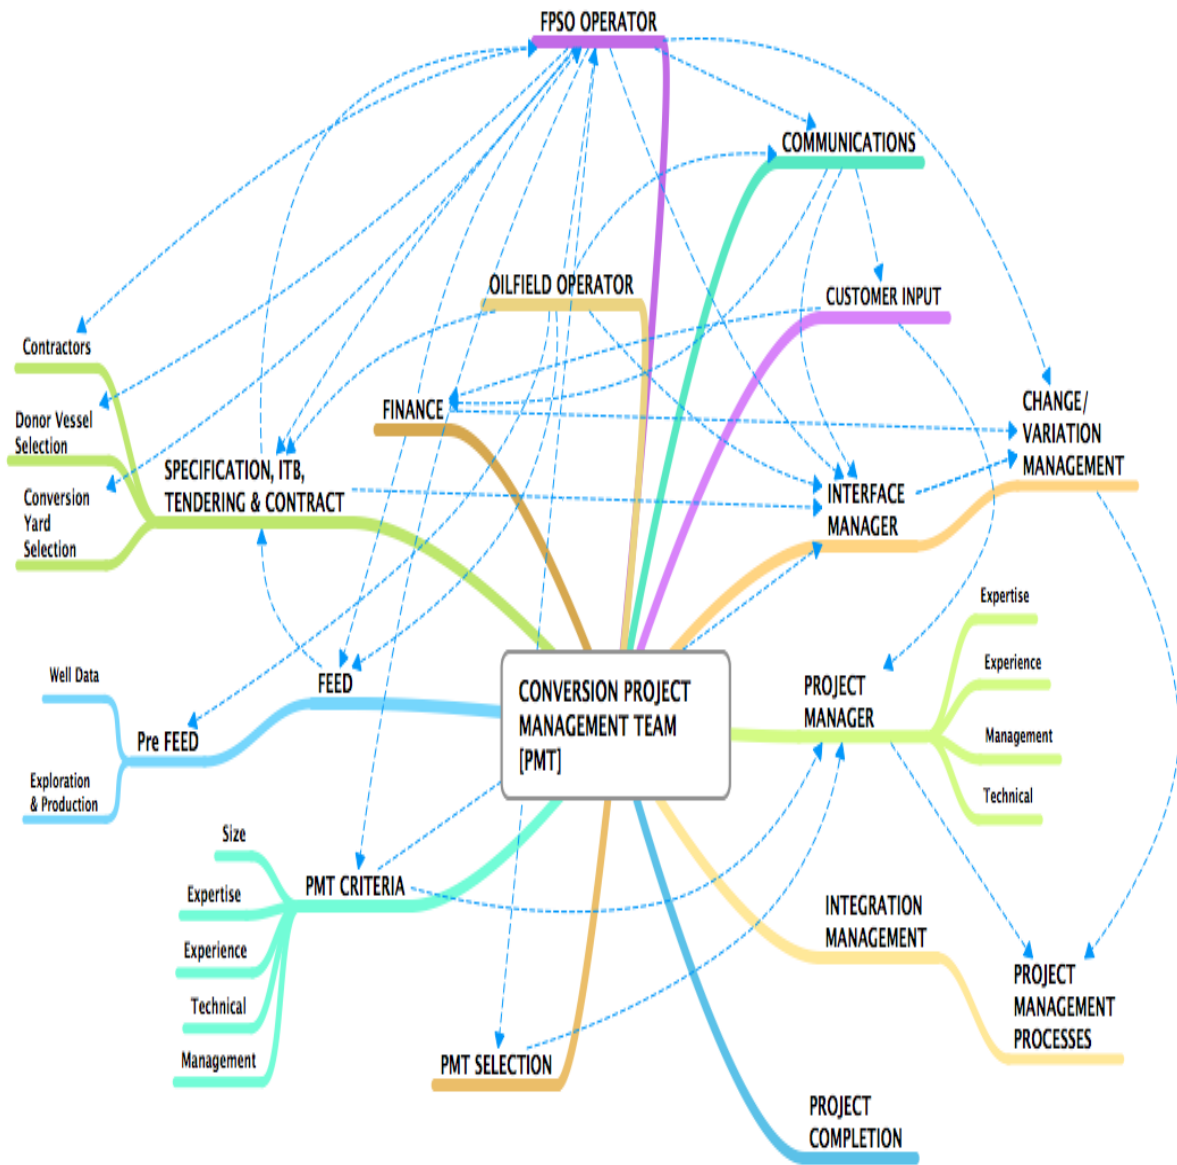 FPSO OPERATOR
COMMUNICATIONS
OILFIELD OPERATOR
CUSTOMER INPUT
Contractors
FINANCE
CHANGE/
VARIATION
MANAGEMENT
Donor Vessel
Selection
SPECIFICATION, ITB,
TENDERING & CONTRACT
Conversion
Yard
Selection
INTERFACE
MANAGER
Expertise
Experience
Management
Technical
PROJECT
MANAGER
CONVERSION PROJECT
MANAGEMENT TEAM
[PMT]
FEED
Well Data
Pre FEED
Exploration
& Production
Size
PMT CRITERIA
Expertise
Experience
Technical
Management
INTEGRATION
MANAGEMENT
PROJECT
MANAGEMENT
PROCESSES
PMT SELECTION
PROJECT
COMPLETION